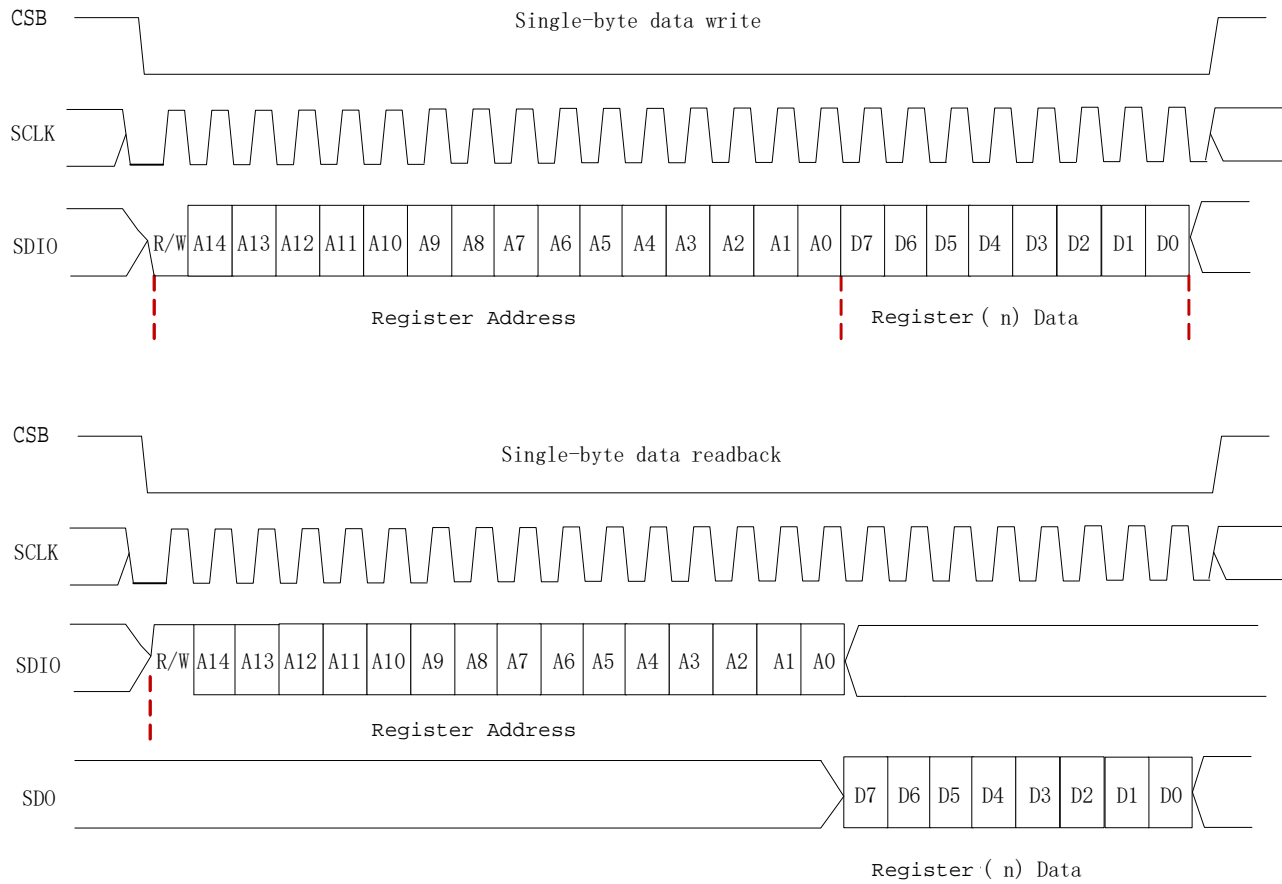 CSB Single-byte data write
SCLK
SDIO R/W A14 A13 A12 A11 A10 A9 A8 A7 A6 A5 A4 A3 A2 A1 A0 D7 D6 D5 D4 D3 D2 D1 D0
Register Address Register ( n) Data
CSB Single-byte data readback
SCLK
SDIO R/W A14 A13 A12 A11 A10 A9 A8 A7 A6 A5 A4 A3 A2 A1 A0
Register Address
SDO D7 D6 D5 D4 D3 D2 D1 D0
Register ( n) Data